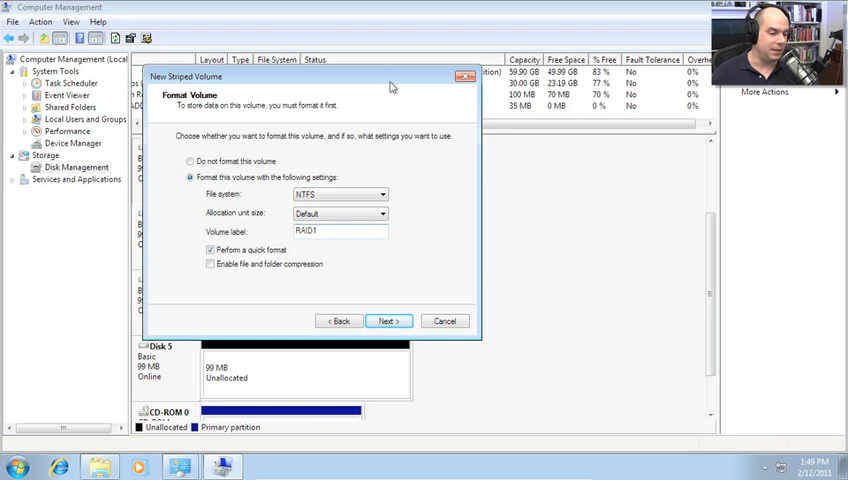 Computer Management
File Action View Help
Computer Management (Local
System Tools
Task Scheduler
Event Viewer
Shared Folders
Local Users and Groups
Performance
Device Manager
Storage
Disk Management
Services and Applications
Layout Type File System Status Capacity Free Space % Free Fault Tolerance Overhe
59.90 GB 49.99 GB 83 % No 0%
30.00 GB 23.19 GB 77 % No 0%
100 MB 70 MB 70 % No 0%
35 MB 0 MB 0 % No 0%
More Actions
New Striped Volume
Format Volume
To store data on this volume, you must format it first.
Choose whether you want to format this volume, and if so, what settings you want to use.
Do not format this volume
Format this volume with the following settings:
File system: NTFS
Allocation unit size: Default
Volume label: RAID1
Perform a quick format
Enable file and folder compression
< Back Next > Cancel
Disk 5
Basic
99 MB
Online
99 MB
Unallocated
CD-ROM 0
Unallocated Primary partition
1:49 PM
2/12/2011